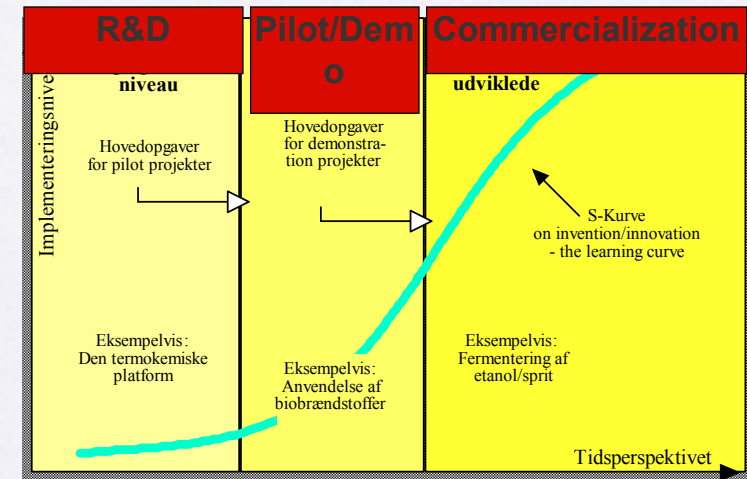 R&D
Pilot/Dem
o
Commercialization
niveau
udviklede
Implementeringsnive
Hovedopgaver
for pilot projekter
Hovedopgaver
for demonstra-
tion projekter
S-Kurve
on invention/innovation
- the learning curve
Eksempelvis:
Den termokemiske
platform
Eksempelvis:
Anvendelse af
biobrændstoffer
Eksempelvis:
Fermentering af
etanol/sprit
Tidsperspektivet